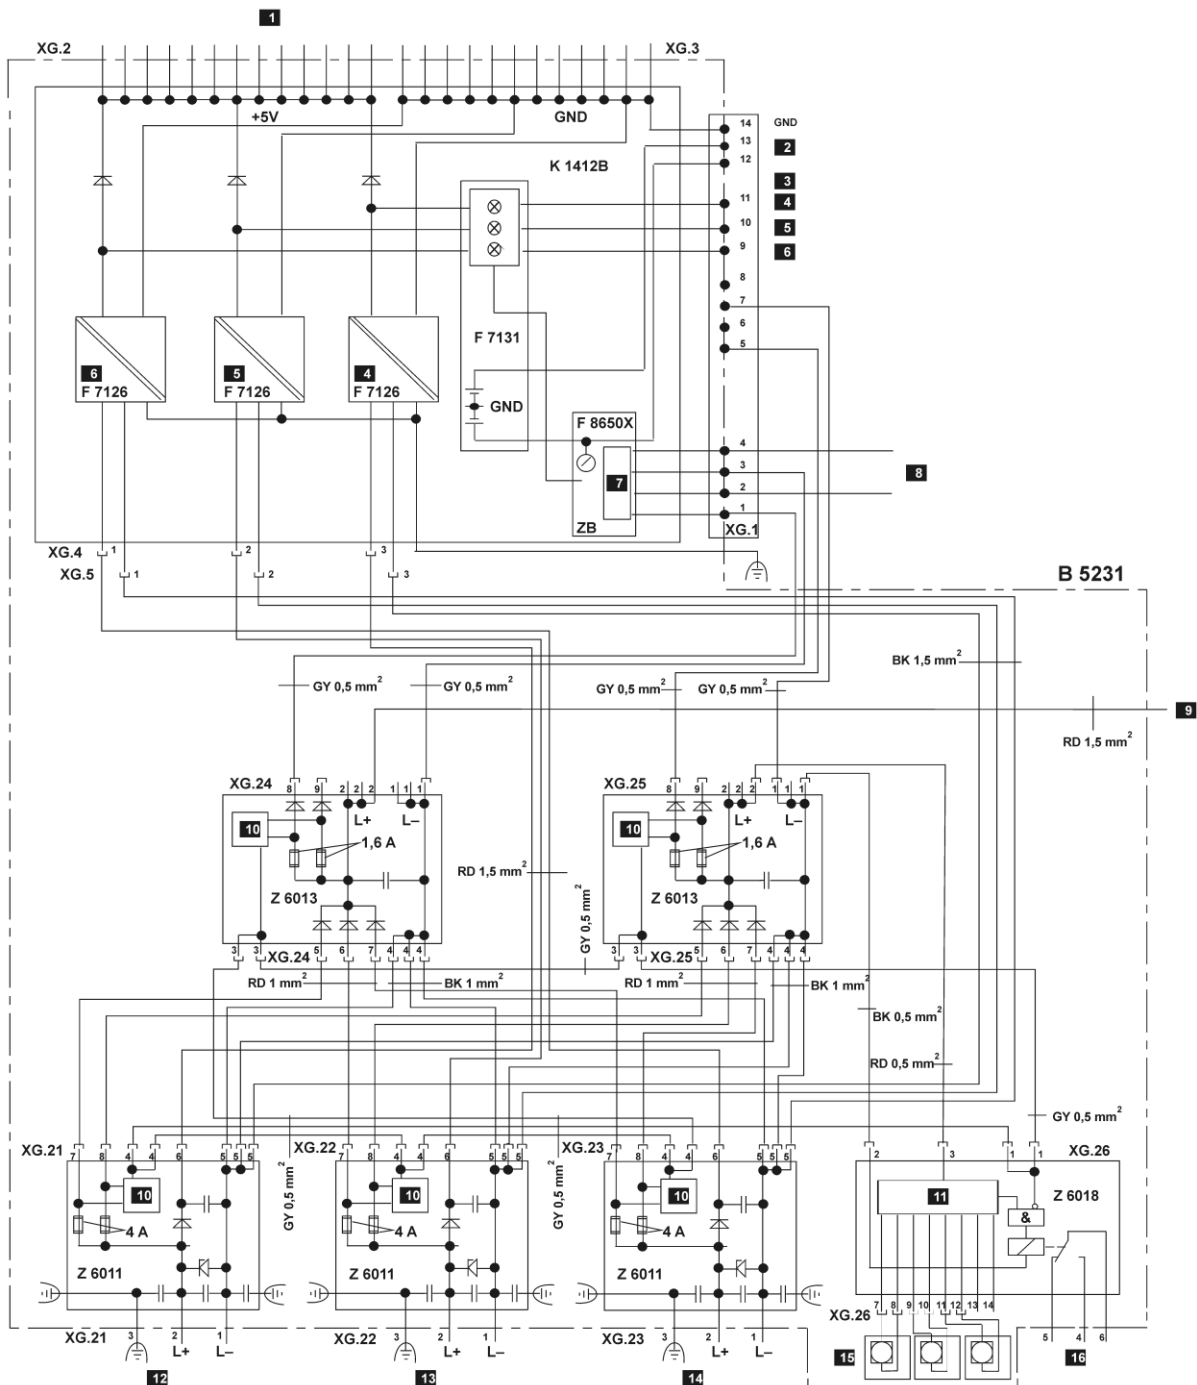 1
XG.2 XG.3
+5V GND
14 GND
13 2
12
K 1412B
3
11 4
10 5
9 6
8
7
F 7131
6
5
6 5 4
F 7126 F 7126 F 7126
GND
F 8650X
4
3 8
7
2
1
ZB XG.1
XG.4 1 2 3
XG.5 1 2 3
B 5231
BK 1,5 mm²
GY 0,5 mm² GY 0,5 mm² GY 0,5 mm² GY 0,5 mm²
9
RD 1,5 mm²
XG.24 8 9 2 2 2 1 1 1
XG.25 8 9 2 2 2 1 1 1
L+ L– L+ L–
10 10
1,6 A 1,6 A
RD 1,5 mm²
Z 6013 Z 6013
GY 0,5 mm²
3 3 XG.24 5 6 7 4 4 4
3 3 XG.25 5 6 7 4 4 4
RD 1 mm² BK 1 mm² RD 1 mm² BK 1 mm²
BK 0,5 mm²
RD 0,5 mm²
GY 0,5 mm²
XG.21 7 8 4 4 6 5 5 5
XG.22 7 8 4 4 6 5 5 5
XG.23 7 8 4 4 6 5 5 5
2 3 1 1 XG.26
GY 0,5 mm² GY 0,5 mm²
10 10 10 11
Z 6018
&
4 A 4 A 4 A
Z 6011 Z 6011 Z 6011
7 8 9 10 11 12 13 14
XG.26
XG.21 3 2 1
XG.22 3 2 1
XG.23 3 2 1
5 4 6
L+ L– L+ L– L+ L–
15 16
12 13 14